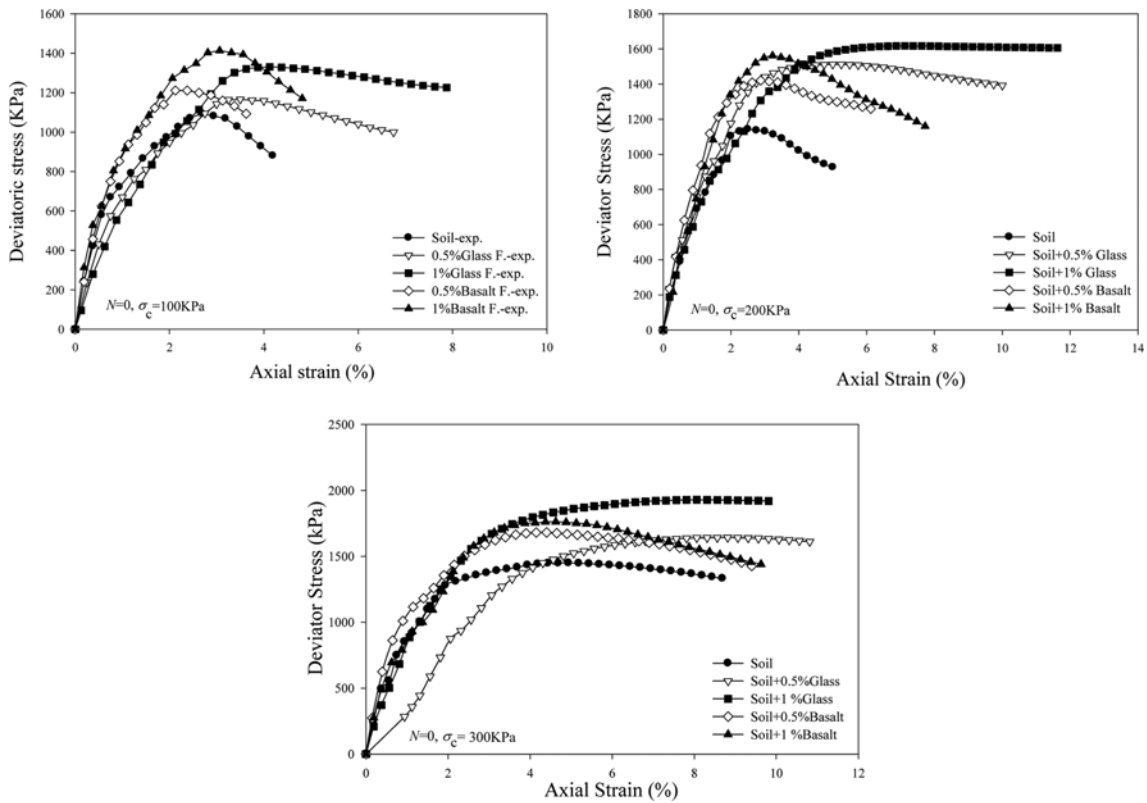 1600
1400
1200
1000
800
600
400
200
0
Deviatoric stress (KPa)
Soil-exp.
0.5%Glass F.-exp.
1%Glass F.-exp.
0.5%Basalt F.-exp.
1%Basalt F.-exp.
N=0, σc=100KPa
0 2 4 6 8 10
Axial strain (%)
1800
1600
1400
1200
1000
800
600
400
200
0
Deviator Stress (KPa)
Soil
Soil+0.5% Glass
Soil+1% Glass
Soil+0.5% Basalt
Soil+1% Basalt
N=0, σc=200KPa
0 2 4 6 8 10 12 14
Axial Strain (%)
2500
2000
1500
1000
500
0
Deviator Stress (kPa)
Soil
Soil+0.5%Glass
Soil+1 %Glass
Soil+0.5%Basalt
Soil+1 %Basalt
N=0, σc= 300KPa
0 2 4 6 8 10 12
Axial Strain (%)